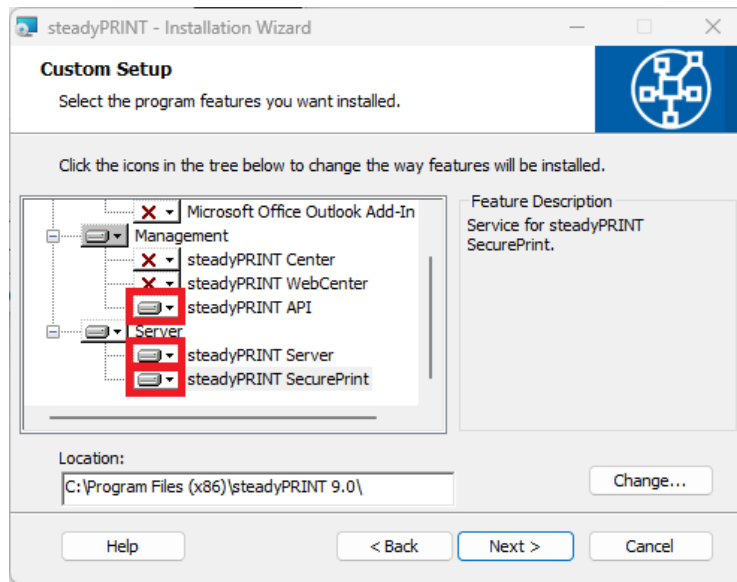 steadyPRINT - Installation Wizard
Custom Setup
Select the program features you want installed.
Click the icons in the tree below to change the way features will be installed.
Microsoft Office Outlook Add-In
Management
steadyPRINT Center
steadyPRINT WebCenter
steadyPRINT API
Server
steadyPRINT Server
steadyPRINT SecurePrint
Feature Description
Service for steadyPRINT
SecurePrint.
Location:
C:\Program Files (x86)\steadyPRINT 9.0\
Change...
Help
< Back
Next >
Cancel